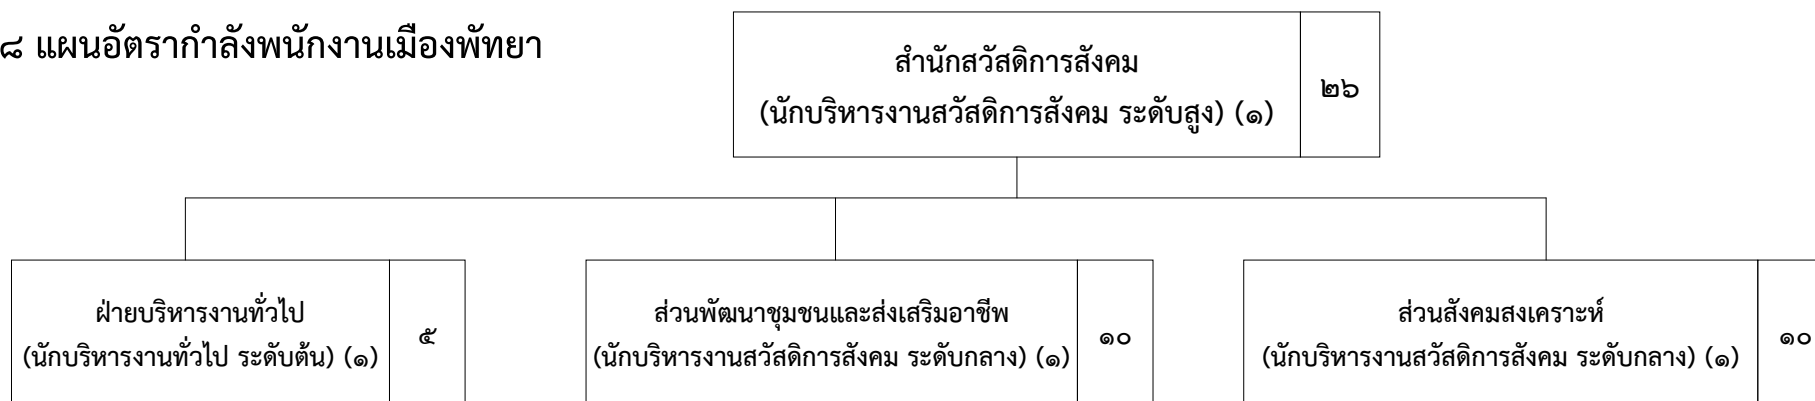 ๘ แผนอัตรากำลังพนักงานเมืองพัทยา
สำนักสวัสดิการสังคม
(นักบริหารงานสวัสดิการสังคม ระดับสูง) (๑)
๒๖
ฝ่ายบริหารงานทั่วไป
(นักบริหารงานทั่วไป ระดับต้น) (๑)
๕
ส่วนพัฒนาชุมชนและส่งเสริมอาชีพ
(นักบริหารงานสวัสดิการสังคม ระดับกลาง) (๑)
๑๐
ส่วนสังคมสงเคราะห์
(นักบริหารงานสวัสดิการสังคม ระดับกลาง) (๑)
๑๐